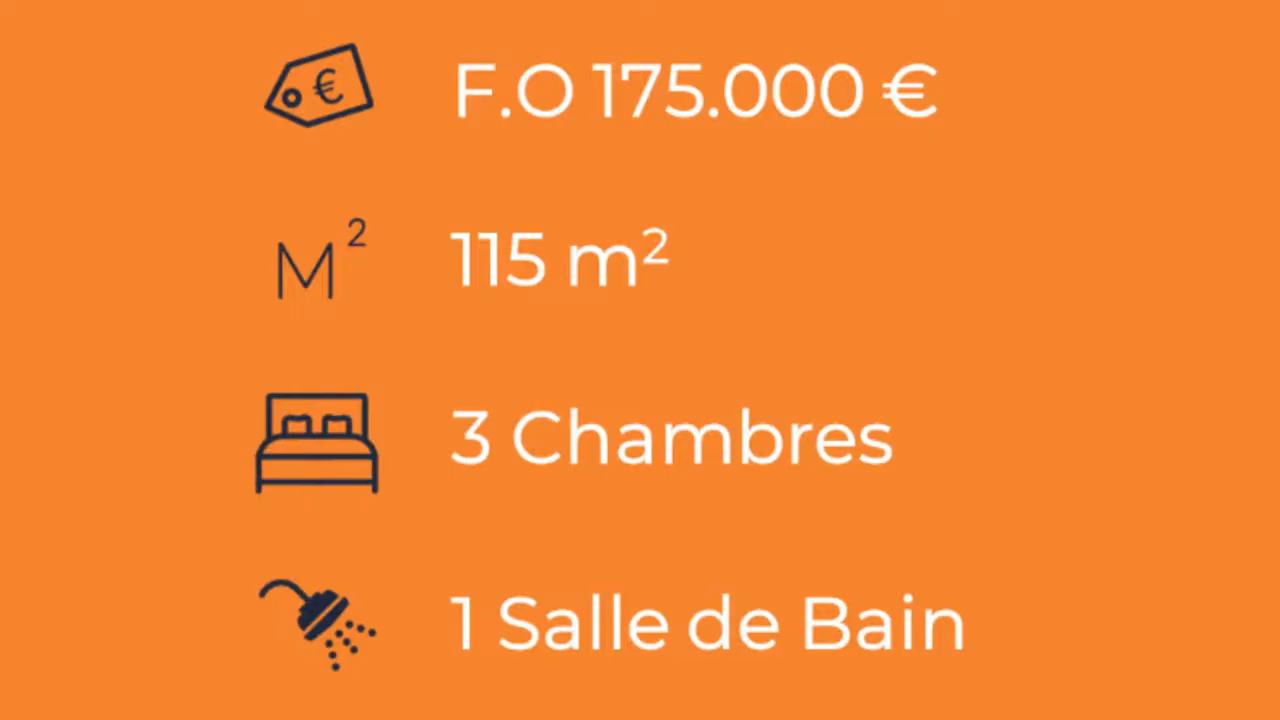 € F.O 175.000 €
M² 115 m²
3 Chambres
1 Salle de Bain